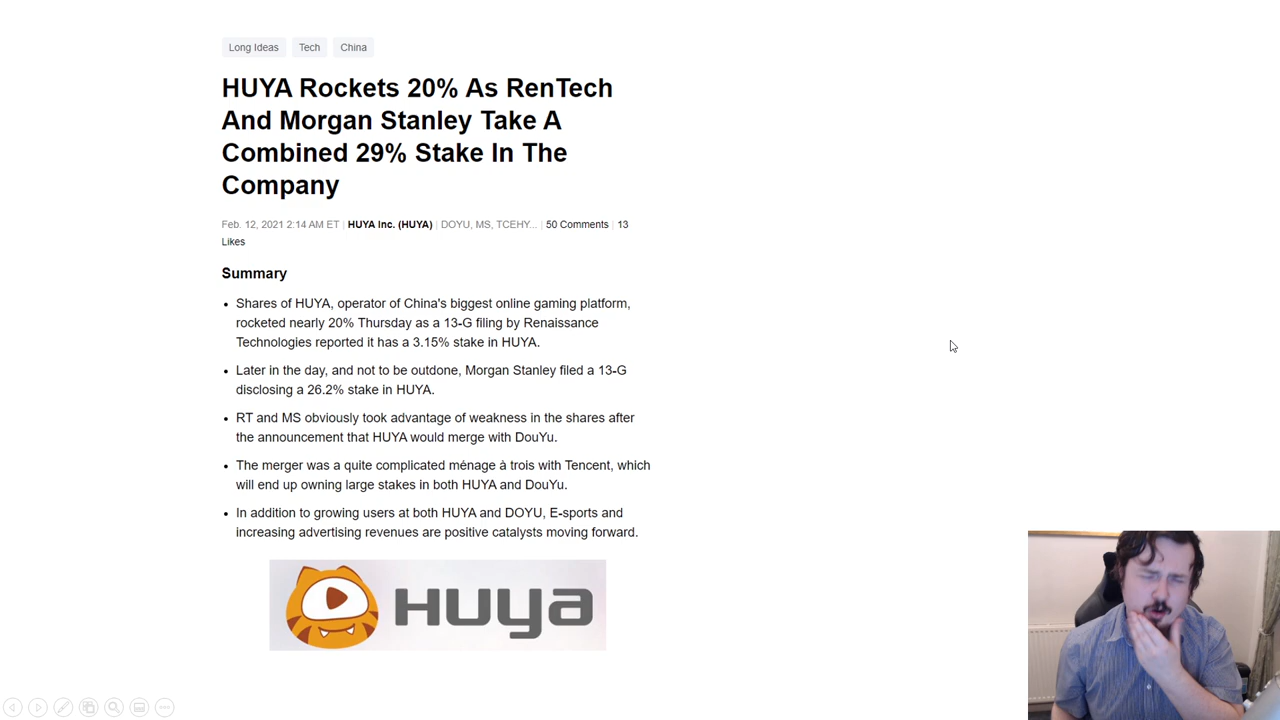 Long Ideas Tech China
HUYA Rockets 20% As RenTech
And Morgan Stanley Take A
Combined 29% Stake In The
Company
Feb. 12, 2021 2:14 AM ET | HUYA Inc. (HUYA) | DOYU, MS, TCEHY... | 50 Comments | 13
Likes
Summary
• Shares of HUYA, operator of China's biggest online gaming platform,
rocketed nearly 20% Thursday as a 13-G filing by Renaissance
Technologies reported it has a 3.15% stake in HUYA.
• Later in the day, and not to be outdone, Morgan Stanley filed a 13-G
disclosing a 26.2% stake in HUYA.
• RT and MS obviously took advantage of weakness in the shares after
the announcement that HUYA would merge with DouYu.
• The merger was a quite complicated ménage à trois with Tencent, which
will end up owning large stakes in both HUYA and DouYu.
• In addition to growing users at both HUYA and DOYU, E-sports and
increasing advertising revenues are positive catalysts moving forward.
HUYA